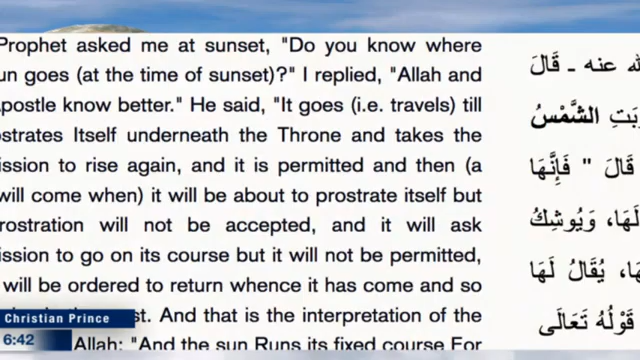 Prophet asked me at sunset, "Do you know where
un goes (at the time of sunset)?" I replied, "Allah and
postle know better." He said, "It goes (i.e. travels) till
strates Itself underneath the Throne and takes the
ission to rise again, and it is permitted and then (a
will come when) it will be about to prostrate itself but
rostration will not be accepted, and it will ask
ission to go on its course but it will not be permitted,
will be ordered to return whence it has come and so
st. And that is the interpretation of the
Allah: "And the sun Runs its fixed course For
الله عنه ـ قَالَ
الشَّمْسُ
قَالَ " فَإِنَّهَا
لَهَا، وَيُوشِكُ
يُقَالُ لَهَا
قَوْلُهُ تَعَالَى
Christian Prince
6:42